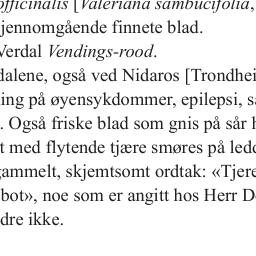 officinalis [Valeriana sambucifolia,
jennomgående finnete blad.
Verdal Vendings-rood.
dalene, også ved Nidaros [Trondhei
ing på øyensykdommer, epilepsi, s
. Også friske blad som gnis på sår
t med flytende tjære smøres på led
gammelt, skjemtsomt ordtak: «Tjere
bot», noe som er angitt hos Herr D
dre ikke.